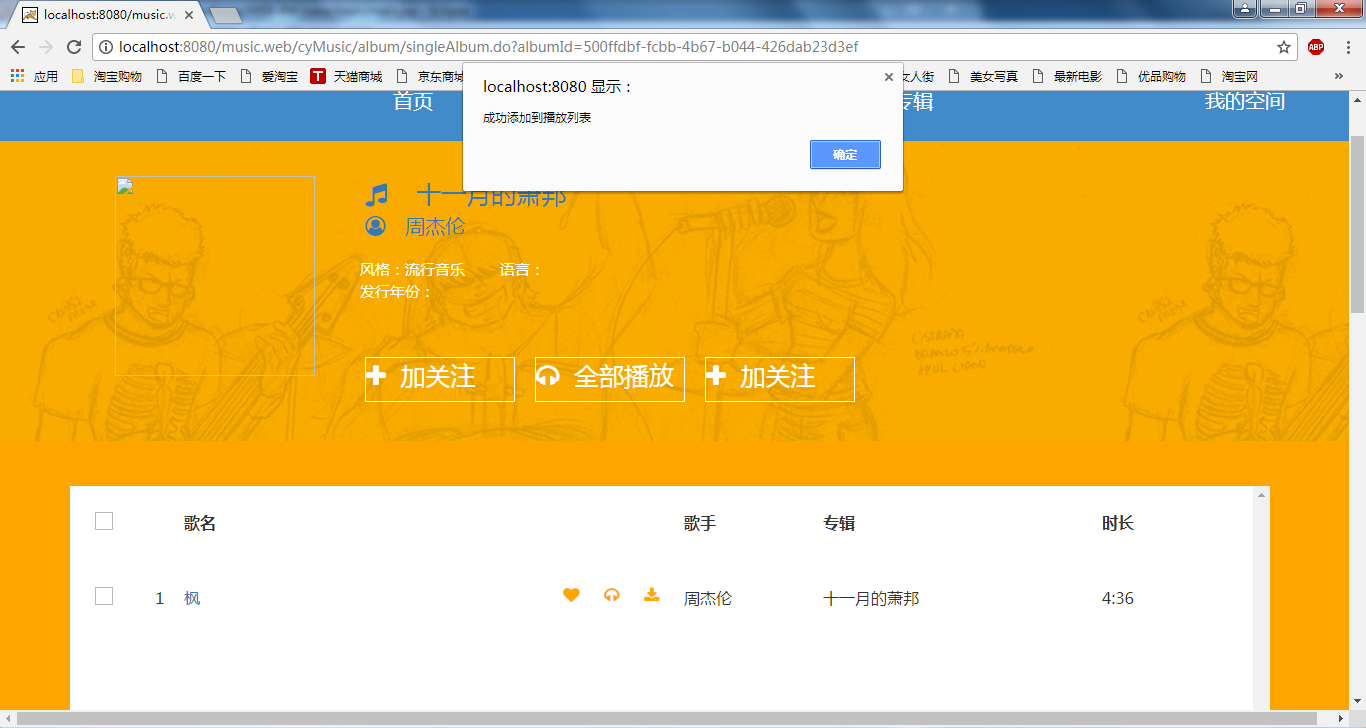 localhost:8080/music.w
localhost:8080/music.web/cyMusic/album/singleAlbum.do?albumId=500ffdbf-fcbb-4b67-b044-426dab23d3ef
ABP
应用 淘宝购物 百度一下 爱淘宝 T 天猫商城 京东商城 女人街 美女写真 最新电影 优品购物 淘宝网 »
localhost:8080 显示：
成功添加到播放列表
确定
首页 专辑 我的空间
十一月的萧邦
周杰伦
风格：流行音乐 语言：
发行年份：
加关注 全部播放 加关注
歌名 歌手 专辑 时长
1 枫 周杰伦 十一月的萧邦 4:36